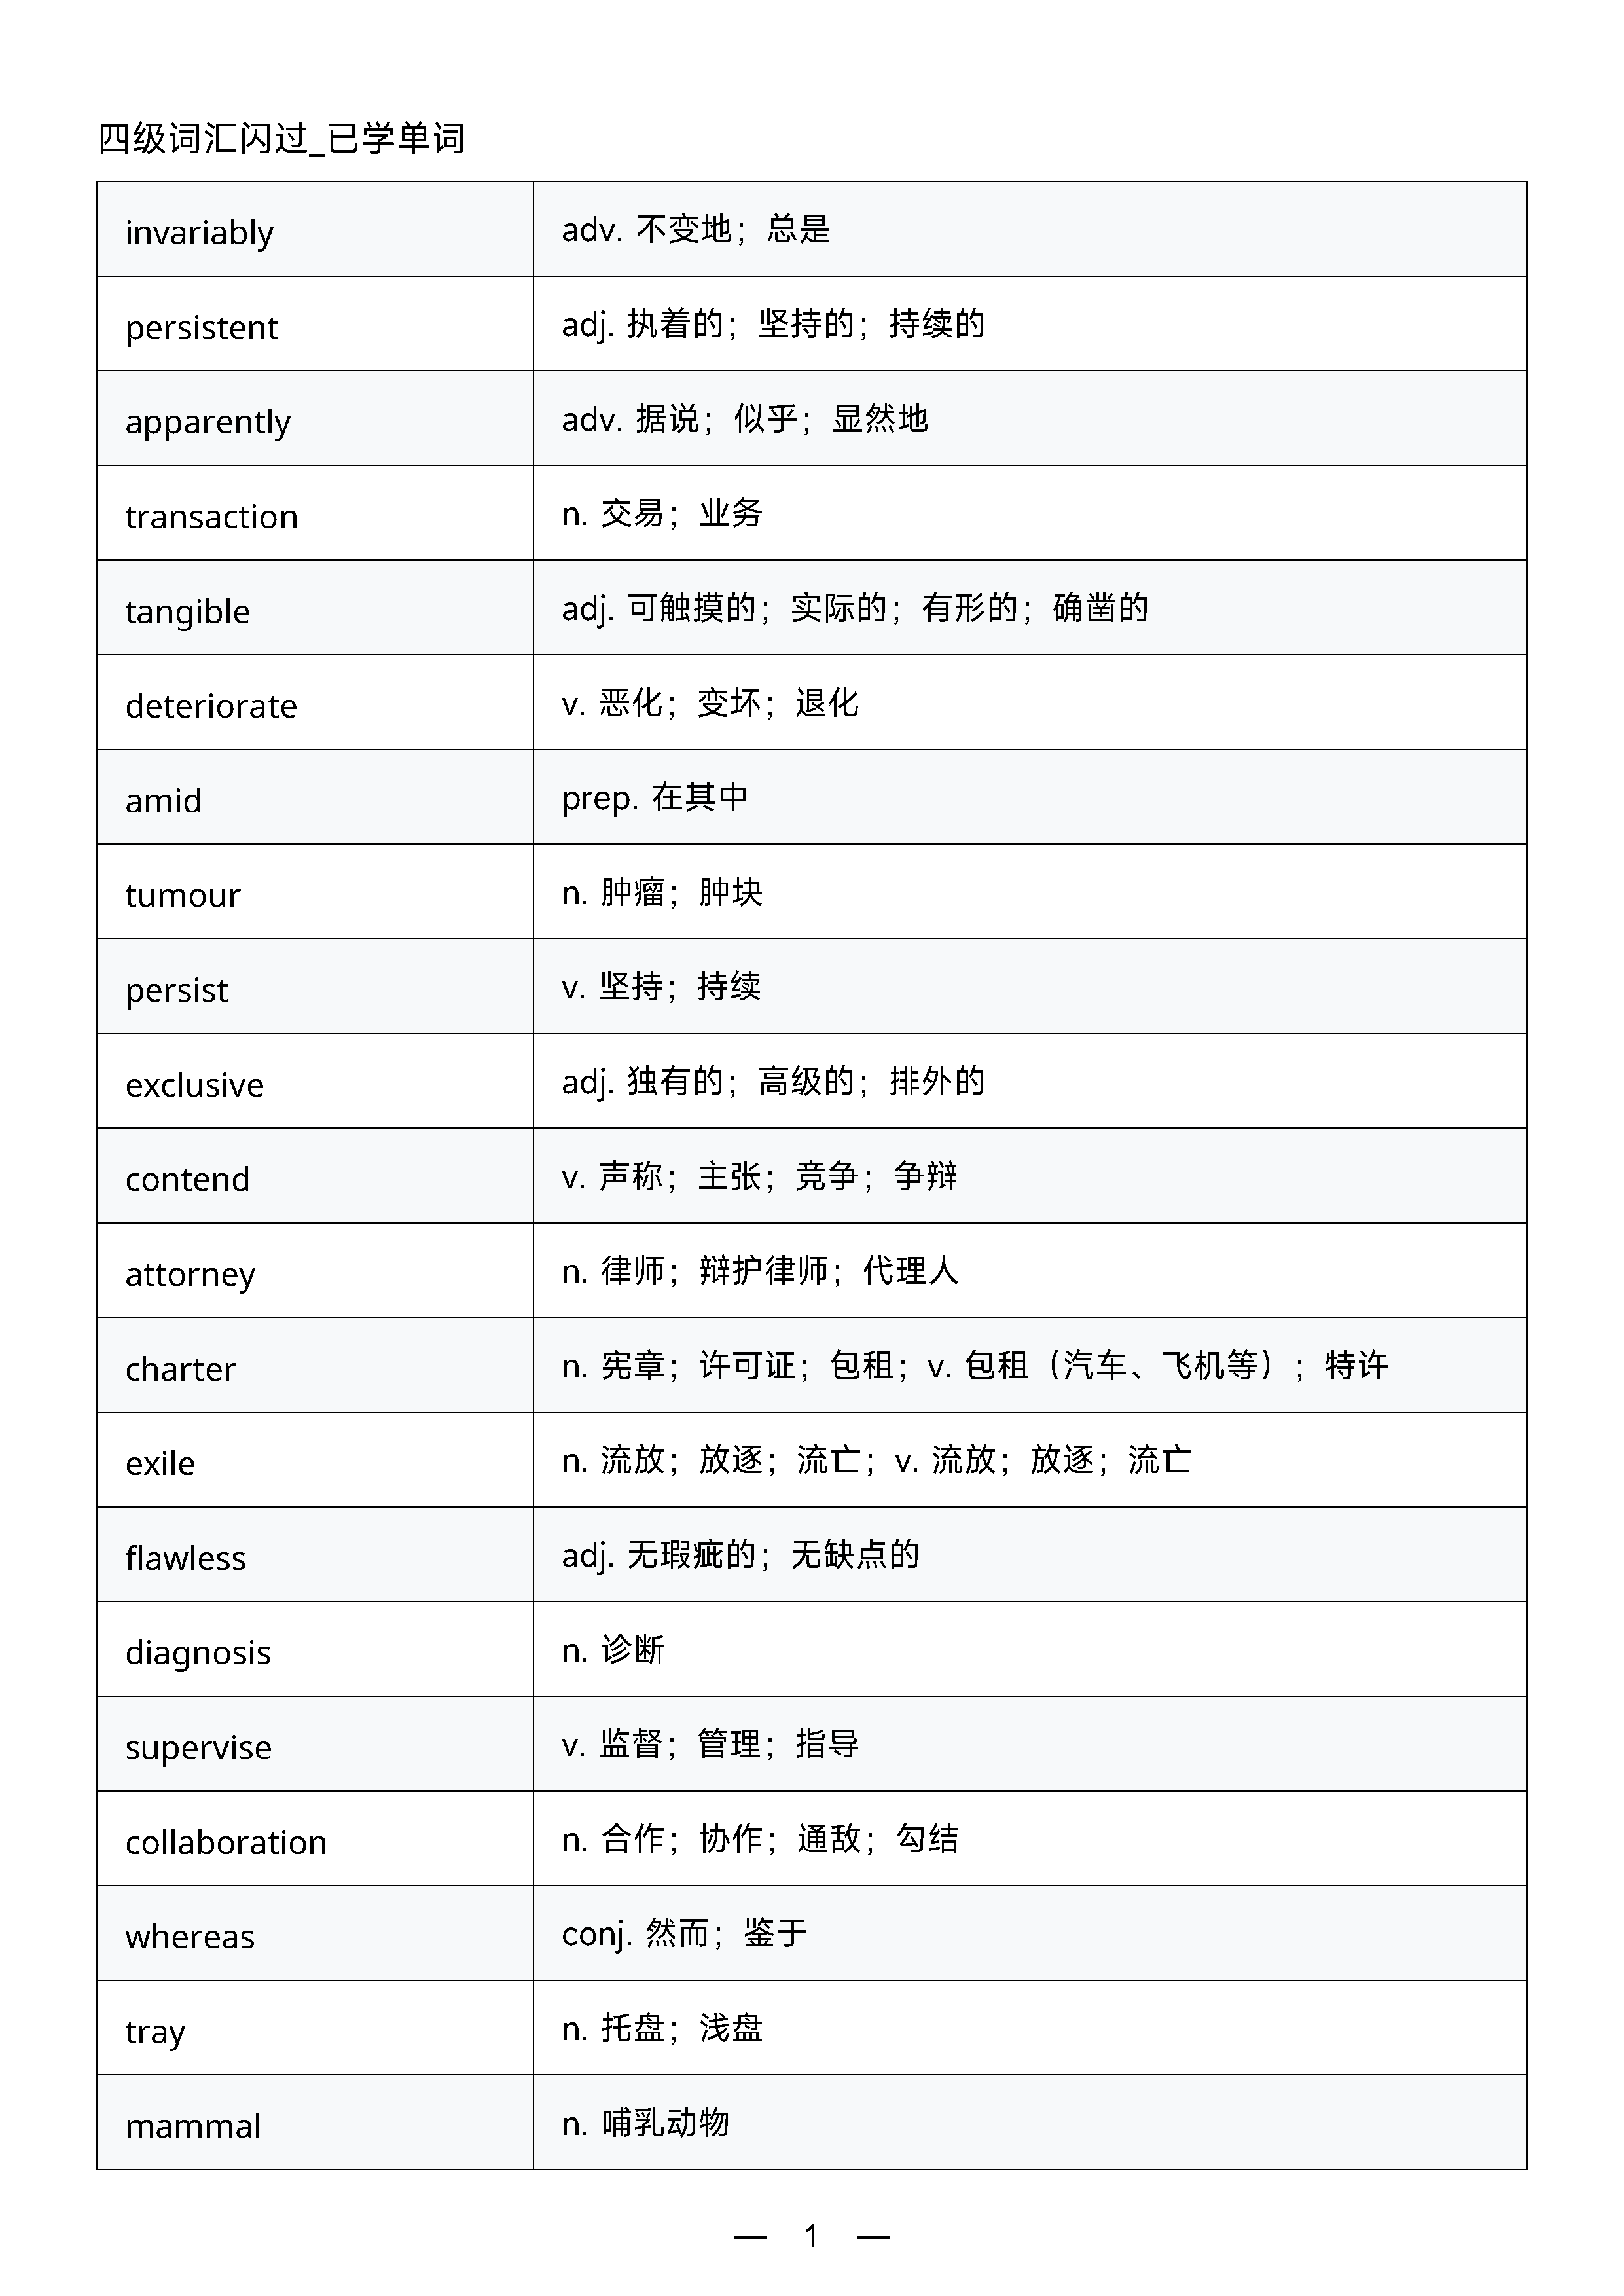 四级词汇闪过_已学单词
invariably adv. 不变地；总是
persistent adj. 执着的；坚持的；持续的
apparently adv. 据说；似乎；显然地
transaction n. 交易；业务
tangible adj. 可触摸的；实际的；有形的；确凿的
deteriorate v. 恶化；变坏；退化
amid prep. 在其中
tumour n. 肿瘤；肿块
persist v. 坚持；持续
exclusive adj. 独有的；高级的；排外的
contend v. 声称；主张；竞争；争辩
attorney n. 律师；辩护律师；代理人
charter n. 宪章；许可证；包租；v. 包租（汽车、飞机等）；特许
exile n. 流放；放逐；流亡；v. 流放；放逐；流亡
flawless adj. 无瑕疵的；无缺点的
diagnosis n. 诊断
supervise v. 监督；管理；指导
collaboration n. 合作；协作；通敌；勾结
whereas conj. 然而；鉴于
tray n. 托盘；浅盘
mammal n. 哺乳动物
— 1 —